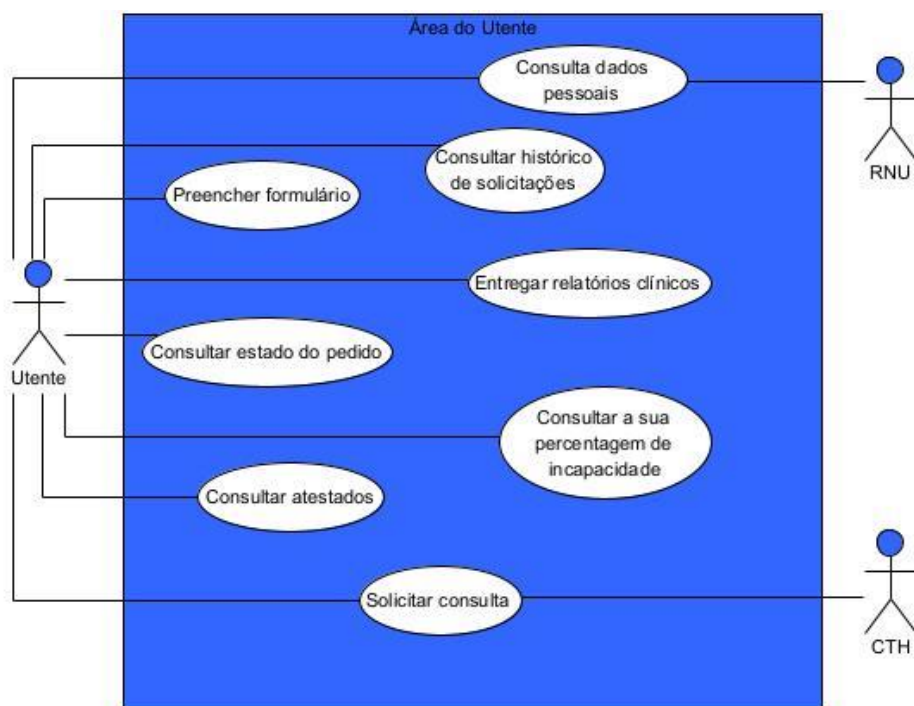 Área do Utente
Consulta dados
pessoais
RNU
Consultar histórico
de solicitações
Preencher formulário
Entregar relatórios clínicos
Consultar estado do pedido
Utente
Consultar a sua
percentagem de
incapacidade
Consultar atestados
Solicitar consulta
CTH